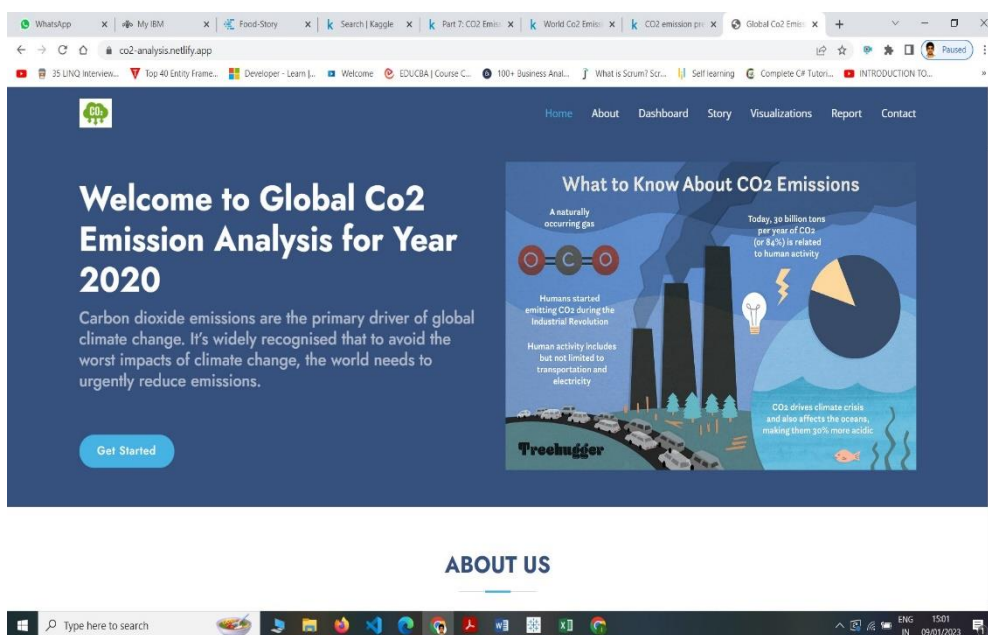 WhatsApp
My IBM
Food-Story
Search | Kaggle
Part 7: CO2 Emis
World Co2 Emis
CO2 emission pre
Global Co2 Emis
co2-analysis.netlify.app
Paused
35 LINQ Interview...
Top 40 Entity Frame...
Developer - Learn |...
Welcome
EDUCBA | Course C...
100+ Business Anal...
What is Scrum? Scr...
Self learning
Complete C# Tutori...
INTRODUCTION TO...
CO₂
Home About Dashboard Story Visualizations Report Contact
Welcome to Global Co2
Emission Analysis for Year
2020
Carbon dioxide emissions are the primary driver of global
climate change. It's widely recognised that to avoid the
worst impacts of climate change, the world needs to
urgently reduce emissions.
Get Started
What to Know About CO2 Emissions
A naturally
occurring gas
O=C=O
Humans started
emitting CO2 during the
Industrial Revolution
Human activity includes
but not limited to
transportation and
electricity
Today, 30 billion tons
per year of CO2
(or 84%) is related
to human activity
CO2 drives climate crisis
and also affects the oceans,
making them 30% more acidic
Treehugger
ABOUT US
Type here to search
ENG
IN
15:01
09/01/2023